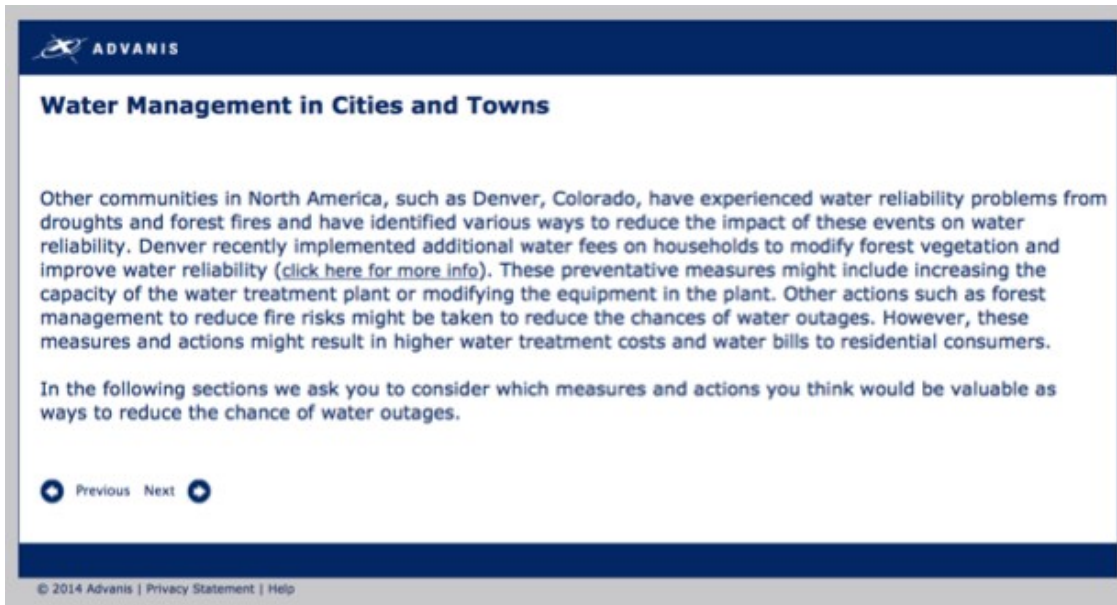 ADVANIS
Water Management in Cities and Towns
Other communities in North America, such as Denver, Colorado, have experienced water reliability problems from
droughts and forest fires and have identified various ways to reduce the impact of these events on water
reliability. Denver recently implemented additional water fees on households to modify forest vegetation and
improve water reliability (click here for more info). These preventative measures might include increasing the
capacity of the water treatment plant or modifying the equipment in the plant. Other actions such as forest
management to reduce fire risks might be taken to reduce the chances of water outages. However, these
measures and actions might result in higher water treatment costs and water bills to residential consumers.
In the following sections we ask you to consider which measures and actions you think would be valuable as
ways to reduce the chance of water outages.
Previous Next
© 2014 Advanis | Privacy Statement | Help